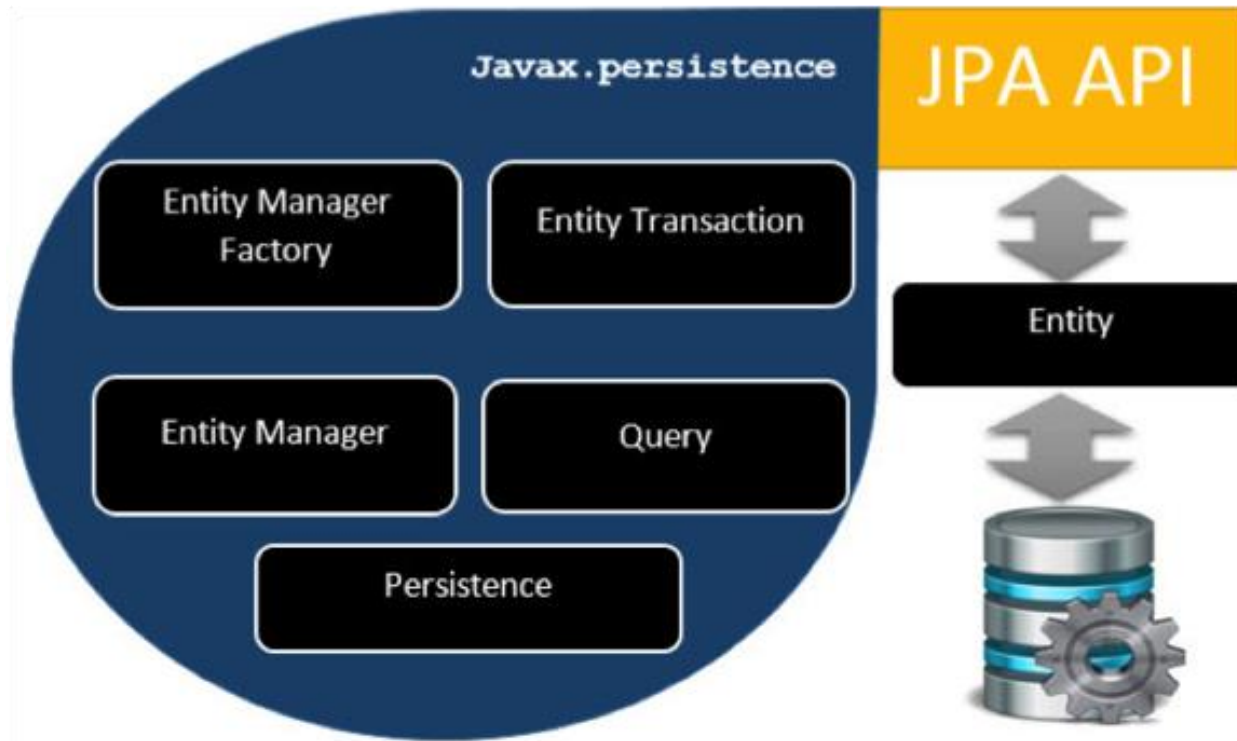 Javax.persistence
JPA API
Entity Manager
Factory
Entity Transaction
Entity
Entity Manager
Query
Persistence